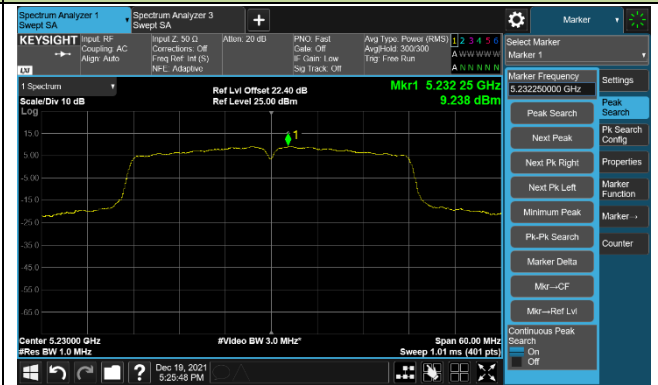 Spectrum Analyzer 1
Swept SA
Spectrum Analyzer 3
Swept SA
+
Marker
KEYSIGHT
Input: RF
Coupling: AC
Align: Auto
Input Z: 50 Ω
Corrections: Off
Freq Ref: Int (S)
NFE: Adaptive
Atten: 20 dB
PNO: Fast
Gate: Off
IF Gain: Low
Sig Track: Off
Avg Type: Power (RMS)
Avg|Hold: 300/300
Trig: Free Run
1 2 3 4 5 6
A W W W W W
A N N N N N
LXI
Select Marker
Marker 1
1 Spectrum
Scale/Div 10 dB
Log
Ref Lvl Offset 22.40 dB
Ref Level 25.00 dBm
Mkr1 5.232 25 GHz
9.238 dBm
15.0
5.00
-5.00
-15.0
-25.0
-35.0
-45.0
-55.0
-65.0
1
Center 5.23000 GHz
#Res BW 1.0 MHz
#Video BW 3.0 MHz*
Span 60.00 MHz
Sweep 1.01 ms (401 pts)
Marker Frequency
5.232250000 GHz
Peak Search
Next Peak
Next Pk Right
Next Pk Left
Minimum Peak
Pk-Pk Search
Marker Delta
Mkr→CF
Mkr→Ref Lvl
Continuous Peak
Search
On
Off
Settings
Peak
Search
Pk Search
Config
Properties
Marker
Function
Marker→
Counter
?
Dec 19, 2021
5:25:48 PM